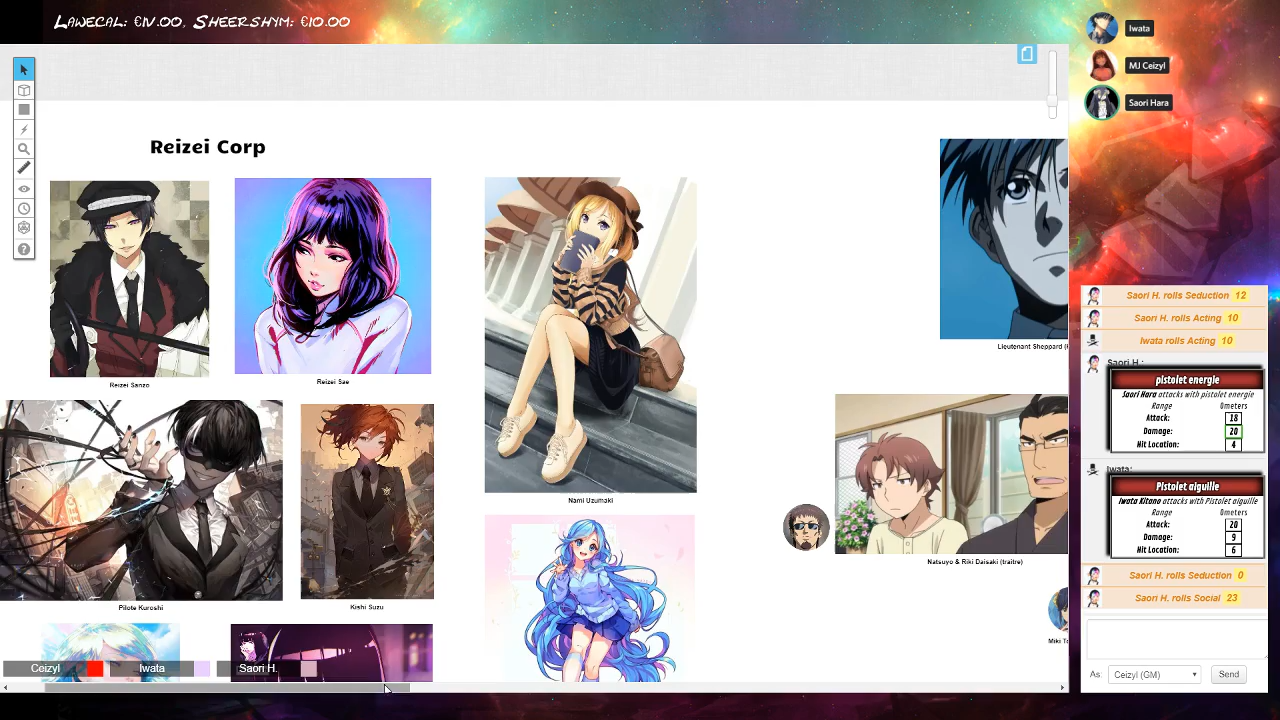 Lawecal: €IV.00, Sheershym: €10.00
Iwata
MJ Ceizyl
Saori Hara
Reizei Corp
Reizei Sanzo
Reizei Sae
Nami Uzumaki
Lieutenant Sheppard (
Pilote Kuroshi
Kishi Suzu
Natsuyo & Riki Daisaki (traitre)
Miki To
Ceizyl
Iwata
Saori H.
Saori H. rolls Seduction 12
Saori H. rolls Acting 10
Iwata rolls Acting 10
Saori H.:
pistolet energie
Saori Hara attacks with pistolet energie
Range 0meters
Attack: 18
Damage: 20
Hit Location: 4
Iwata:
Pistolet aiguille
Iwata Kitano attacks with Pistolet aiguille
Range 0meters
Attack: 20
Damage: 9
Hit Location: 6
Saori H. rolls Seduction 0
Saori H. rolls Social 23
As: Ceizyl (GM) Send